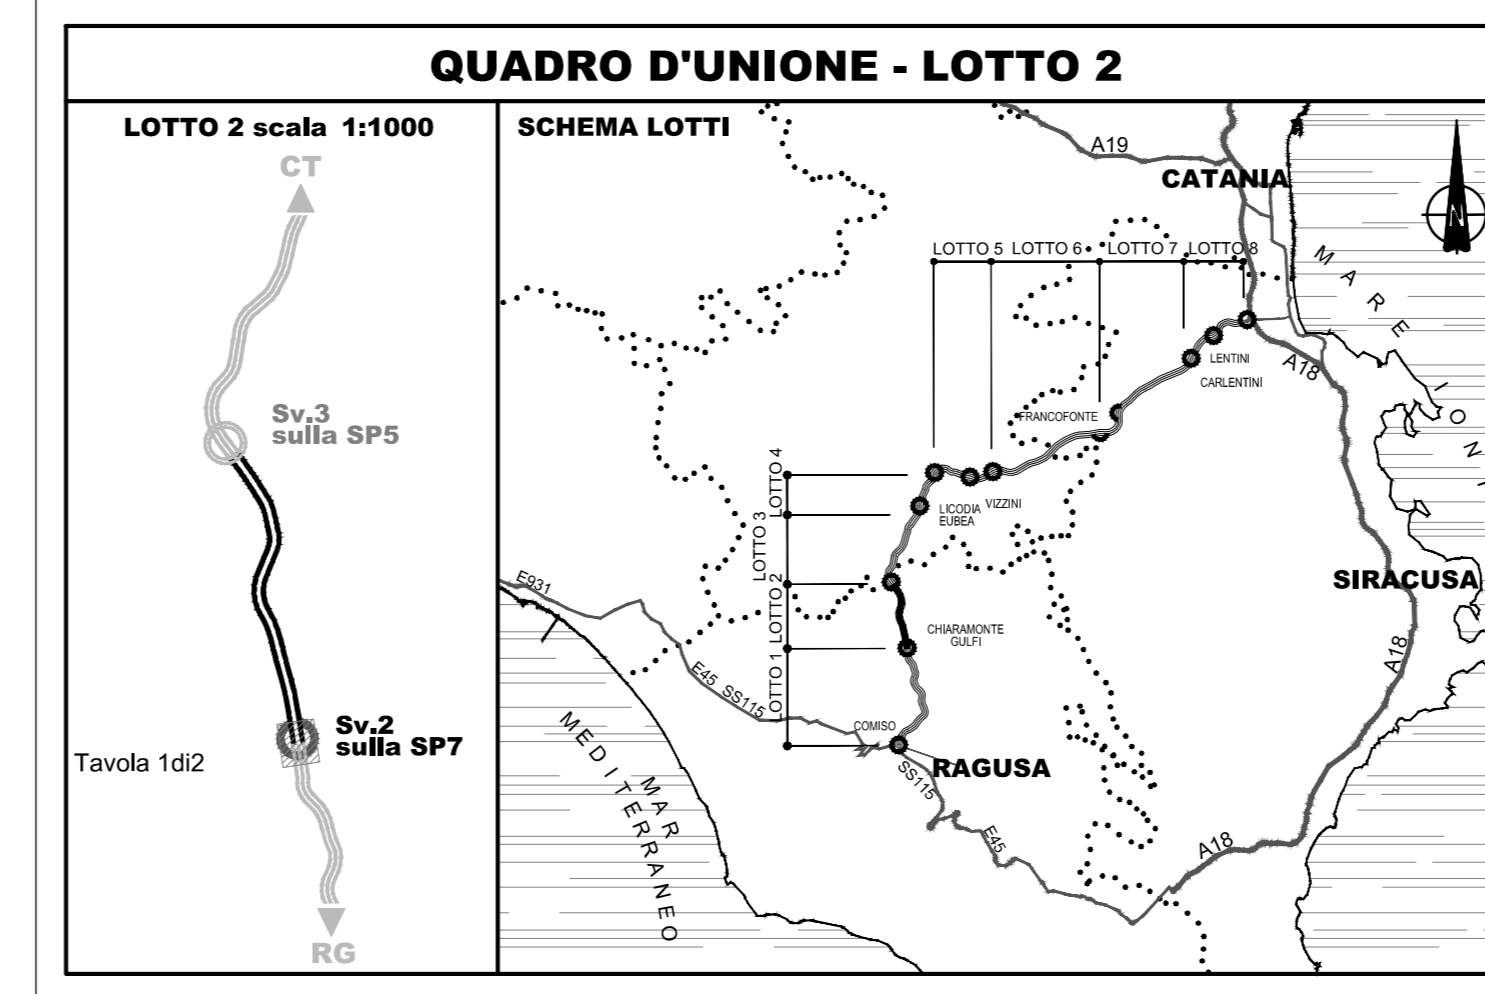 QUADRO D'UNIONE - LOTTO 2
LOTTO 2 scala 1:1000
CT
Sv.3
sulla SP5
Sv.2
sulla SP7
Tavola 1di2
RG
SCHEMA LOTTI
A19
CATANIA
N
LOTTO 5
LOTTO 6
LOTTO 7
LOTTO 8
MARE IONI
LENTINI
CARLENTINI
A18
FRANCOFONTE
LOTTO 4
LOTTO 3
LOTTO 2
LOTTO 1
LICODIA
EUBEA
VIZZINI
E931
SIRACUSA
CHIARAMONTE
GULFI
A18
E45 SS115
COMISO
RAGUSA
SS115
MAR
MEDITERRANEO
E45
A18